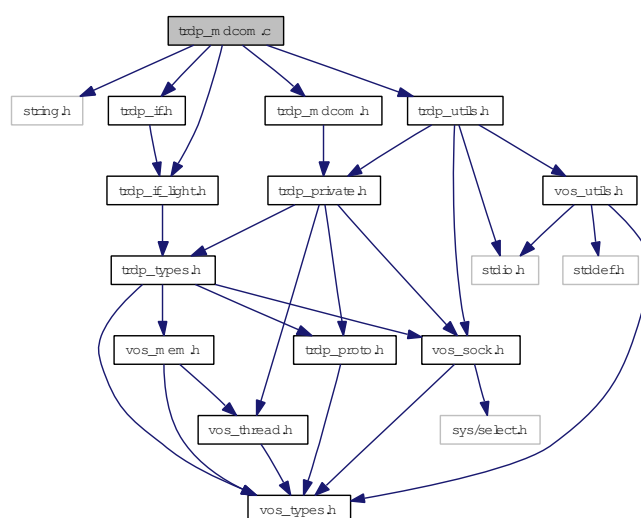 trdp_mdcom.c
string.h
trdp_if.h
trdp_mdcom.h
trdp_utils.h
trdp_if_light.h
trdp_private.h
vos_utils.h
trdp_types.h
stdio.h
stddef.h
vos_mem.h
trdp_proto.h
vos_sock.h
vos_thread.h
sys/select.h
vos_types.h